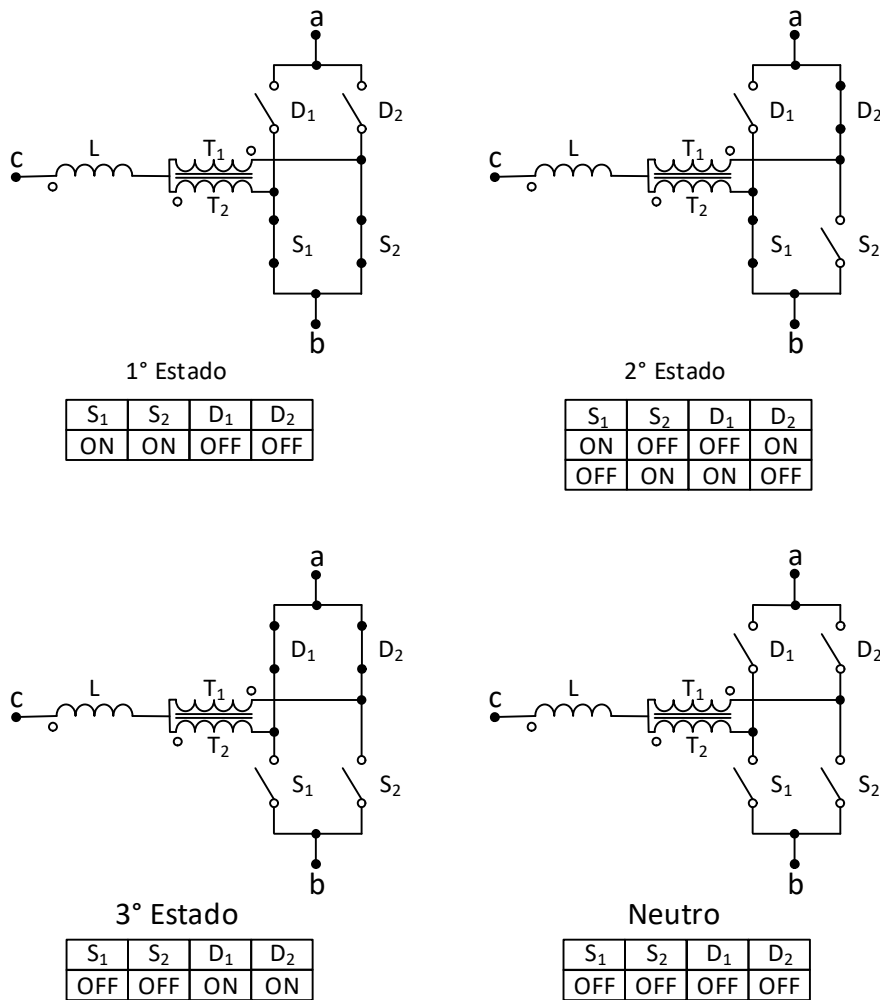 a
D₁
D₂
c
L
T₁
T₂
S₁
S₂
b
1° Estado
S₁ S₂ D₁ D₂
ON ON OFF OFF
a
D₁
D₂
c
L
T₁
T₂
S₁
S₂
b
2° Estado
S₁ S₂ D₁ D₂
ON OFF OFF ON
OFF ON ON OFF
a
D₁
D₂
c
L
T₁
T₂
S₁
S₂
b
3° Estado
S₁ S₂ D₁ D₂
OFF OFF ON ON
a
D₁
D₂
c
L
T₁
T₂
S₁
S₂
b
Neutro
S₁ S₂ D₁ D₂
OFF OFF OFF OFF